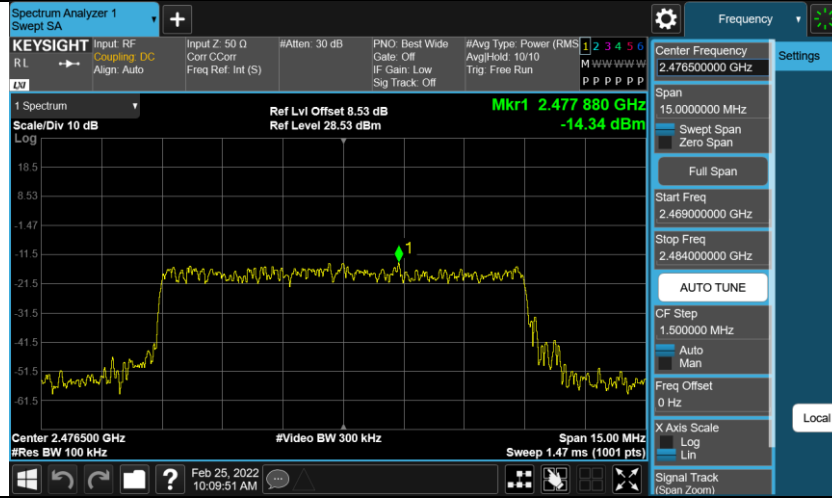 Spectrum Analyzer 1
Swept SA
+
Frequency
KEYSIGHT
RL
LXI
Input: RF
Coupling: DC
Align: Auto
Input Z: 50 Ω
Corr CCorr
Freq Ref: Int (S)
#Atten: 30 dB
PNO: Best Wide
Gate: Off
IF Gain: Low
Sig Track: Off
#Avg Type: Power (RMS
Avg|Hold: 10/10
Trig: Free Run
1 2 3 4 5 6
M W W W W W
P P P P P P
1 Spectrum
Scale/Div 10 dB
Log
Ref Lvl Offset 8.53 dB
Ref Level 28.53 dBm
Mkr1 2.477 880 GHz
-14.34 dBm
18.5
8.53
-1.47
-11.5
-21.5
-31.5
-41.5
-51.5
-61.5
1
Center 2.476500 GHz
#Res BW 100 kHz
#Video BW 300 kHz
Span 15.00 MHz
Sweep 1.47 ms (1001 pts)
?
Feb 25, 2022
10:09:51 AM
Center Frequency
2.476500000 GHz
Span
15.0000000 MHz
Swept Span
Zero Span
Full Span
Start Freq
2.469000000 GHz
Stop Freq
2.484000000 GHz
AUTO TUNE
CF Step
1.500000 MHz
Auto
Man
Freq Offset
0 Hz
X Axis Scale
Log
Lin
Signal Track
(Span Zoom)
Settings
Local